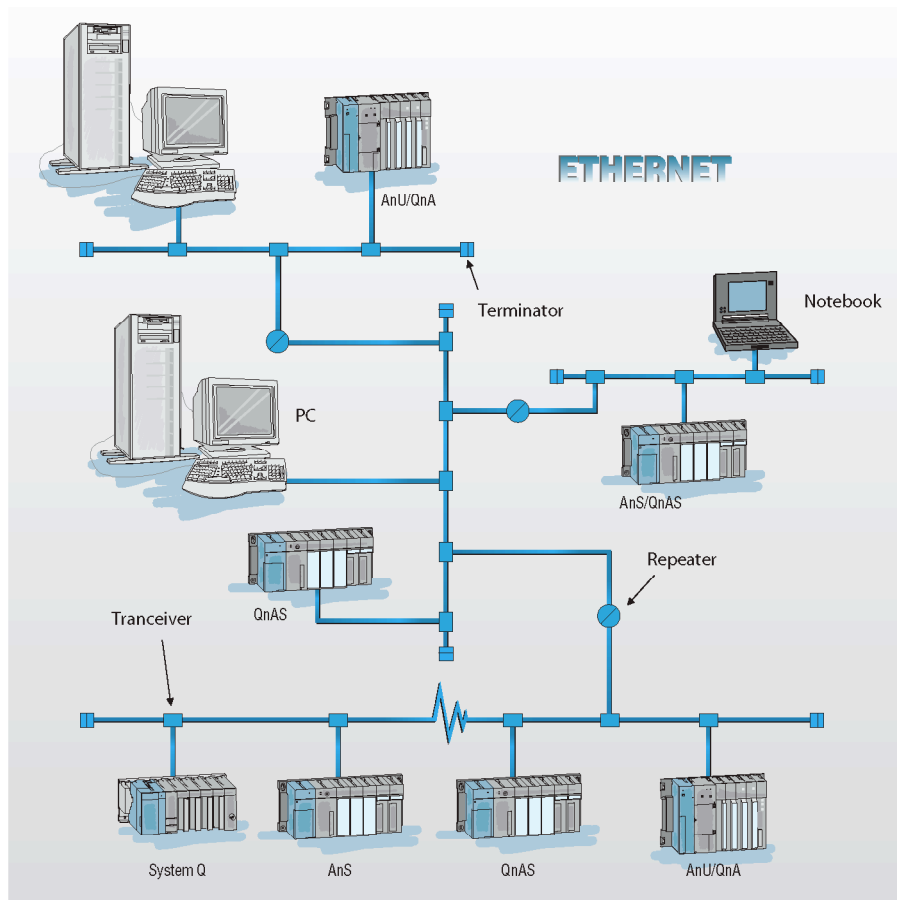 ETHERNET
AnU/QnA
Terminator
Notebook
PC
AnS/QnAS
Repeater
QnAS
Tranceiver
System Q
AnS
QnAS
AnU/QnA